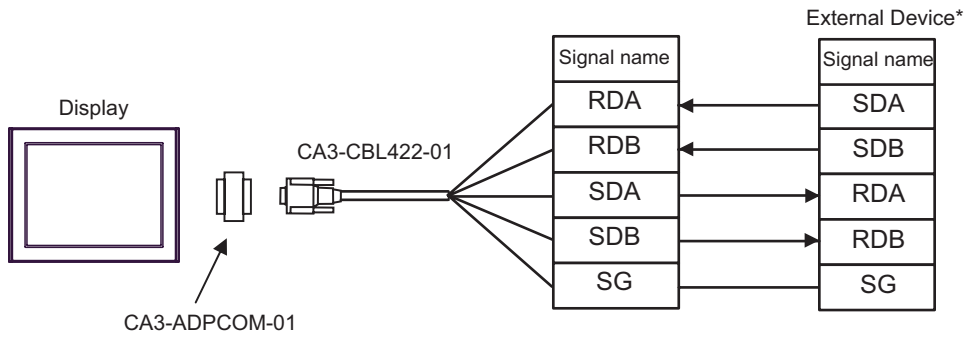 External Device*
Signal name
Signal name
Display
RDA
SDA
CA3-CBL422-01
RDB
SDB
SDA
RDA
SDB
RDB
SG
SG
CA3-ADPCOM-01